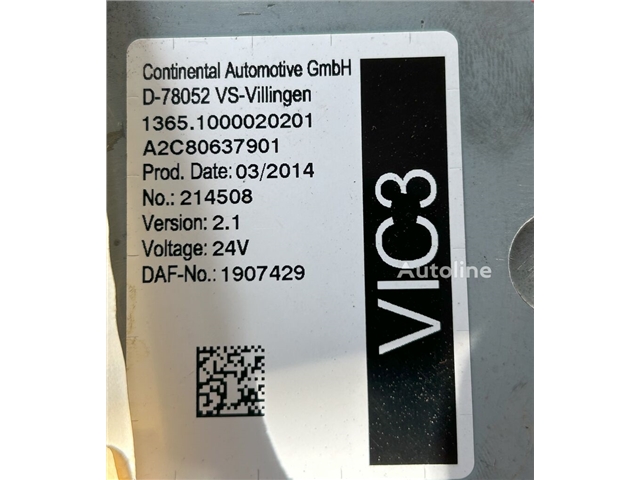 Continental Automotive GmbH
D-78052 VS-Villingen
1365.1000020201
A2C80637901
Prod. Date: 03/2014
No.: 214508
Version: 2.1
Voltage: 24V
DAF-No.: 1907429
VIC3
Autoline